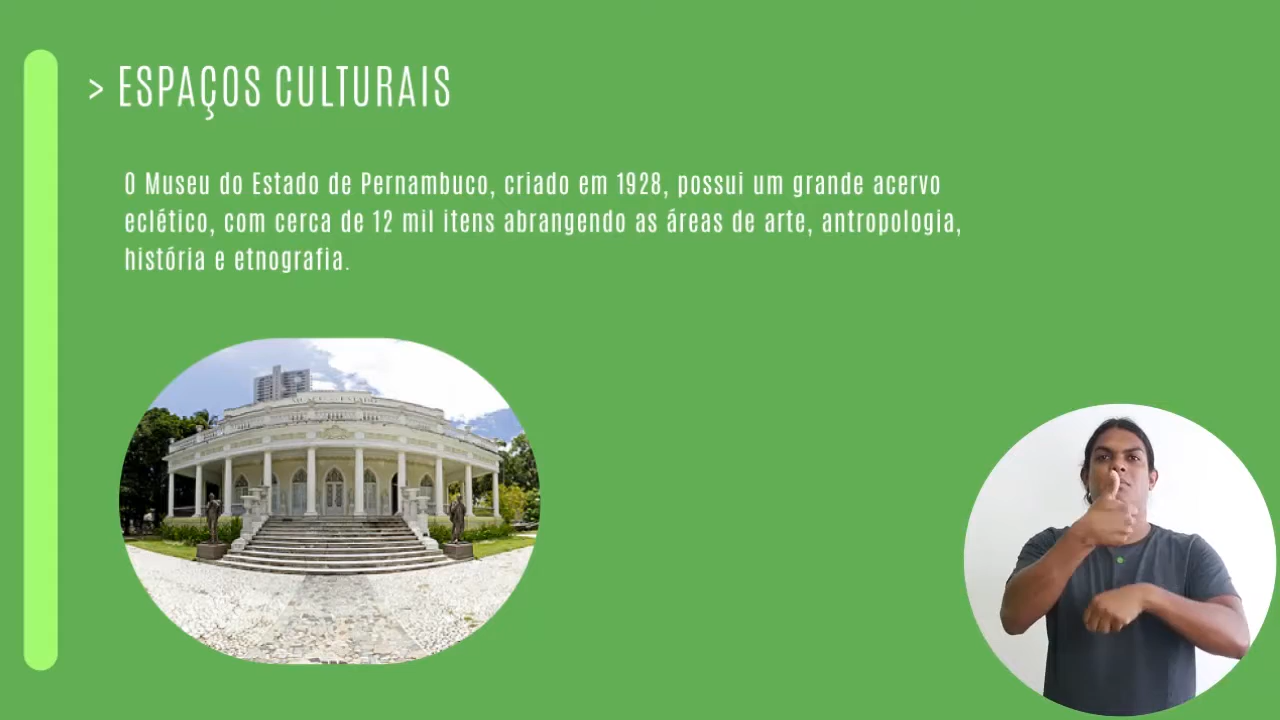 > ESPAÇOS CULTURAIS
O Museu do Estado de Pernambuco, criado em 1928, possui um grande acervo
eclético, com cerca de 12 mil itens abrangendo as áreas de arte, antropologia,
história e etnografia.